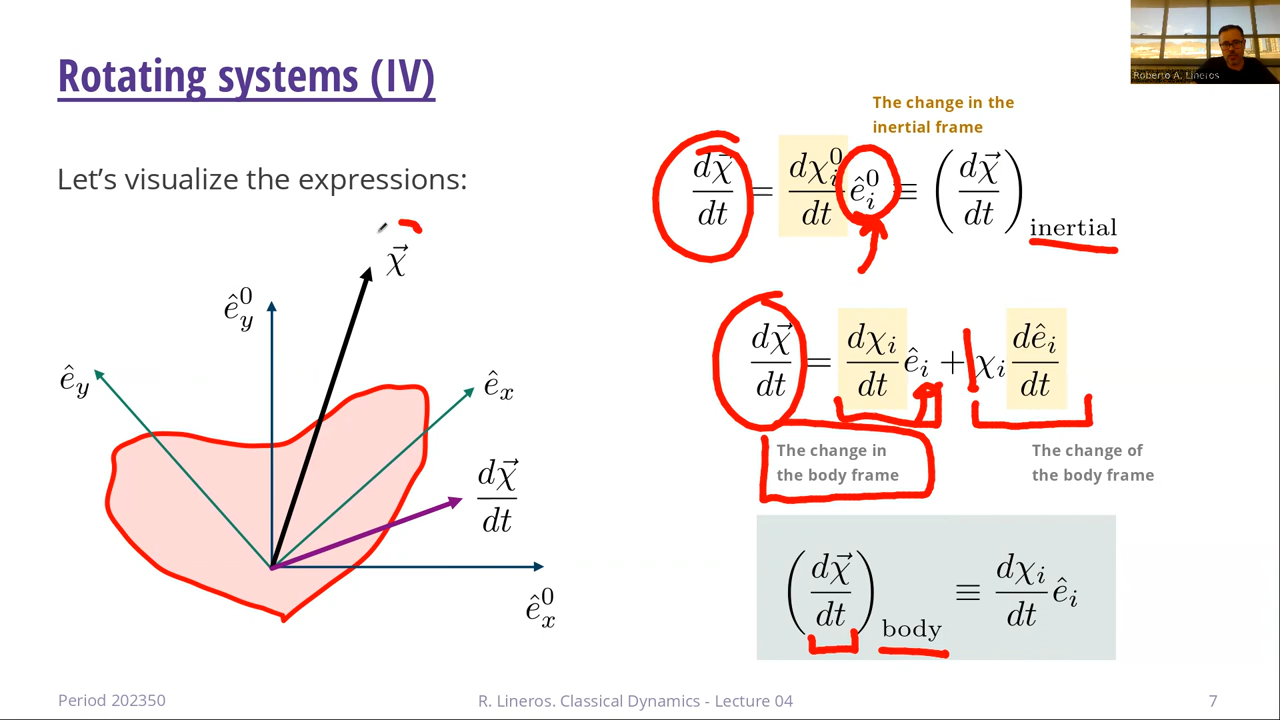 Rotating systems (IV)
Roberto A. Lineros
Let's visualize the expressions:
The change in the
inertial frame
dχ⃗/dt = dχ_i^0/dt ê_i^0 ≡ (dχ⃗/dt)_inertial
χ⃗
ê_y^0
ê_y
ê_x
dχ⃗/dt
ê_x^0
dχ⃗/dt = dχ_i/dt ê_i + χ_i dê_i/dt
The change in
the body frame
The change of
the body frame
(dχ⃗/dt)_body ≡ dχ_i/dt ê_i
Period 202350
R. Lineros. Classical Dynamics - Lecture 04
7